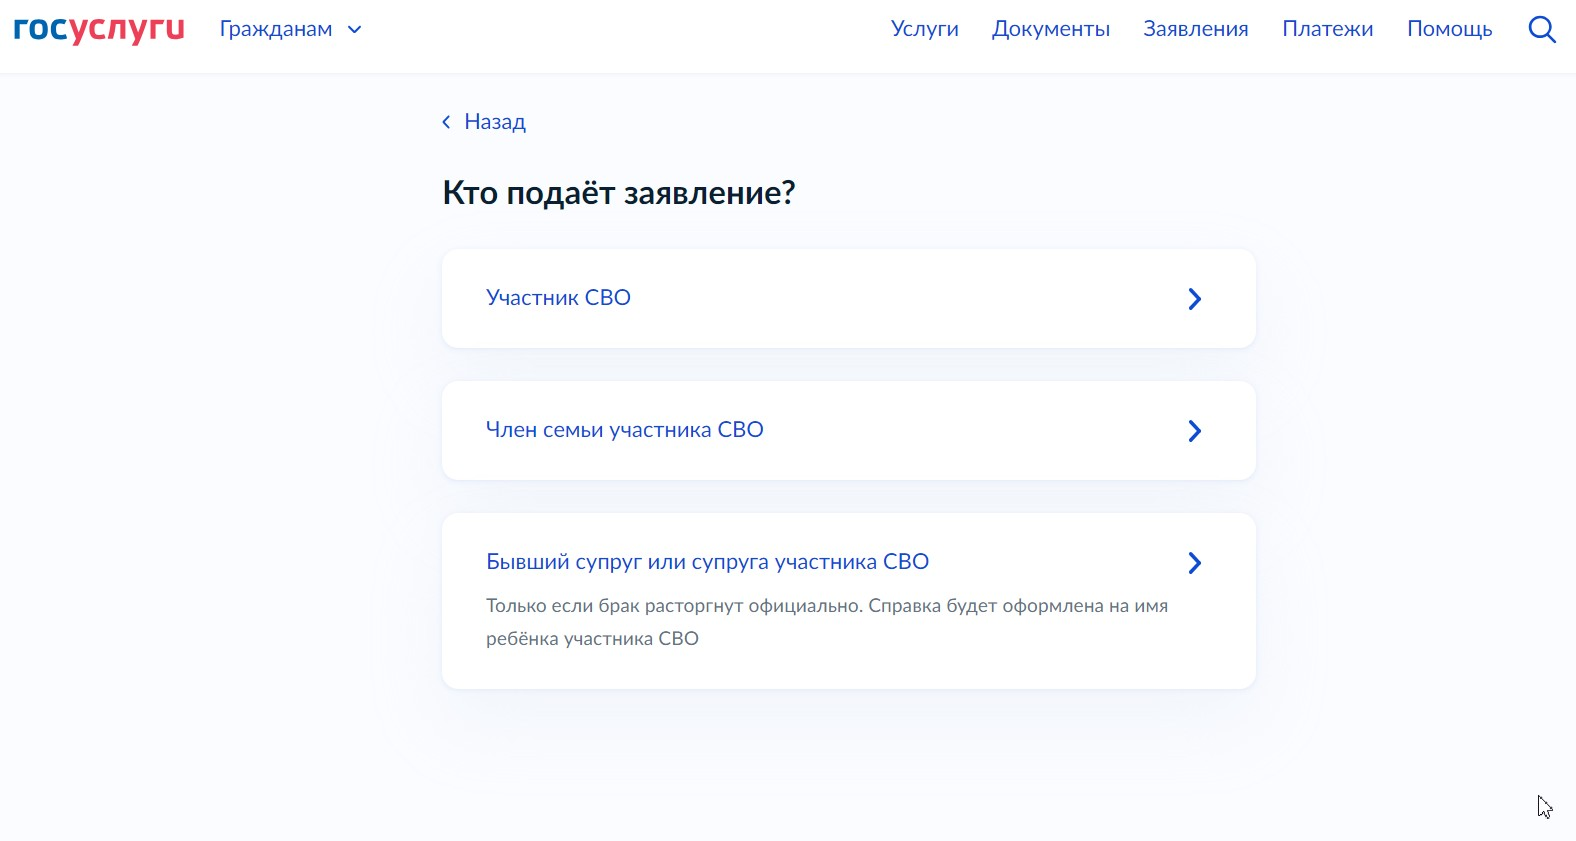 госуслуги Гражданам Услуги Документы Заявления Платежи Помощь
Назад
Кто подаёт заявление?
Участник СВО
Член семьи участника СВО
Бывший супруг или супруга участника СВО
Только если брак расторгнут официально. Справка будет оформлена на имя
ребёнка участника СВО